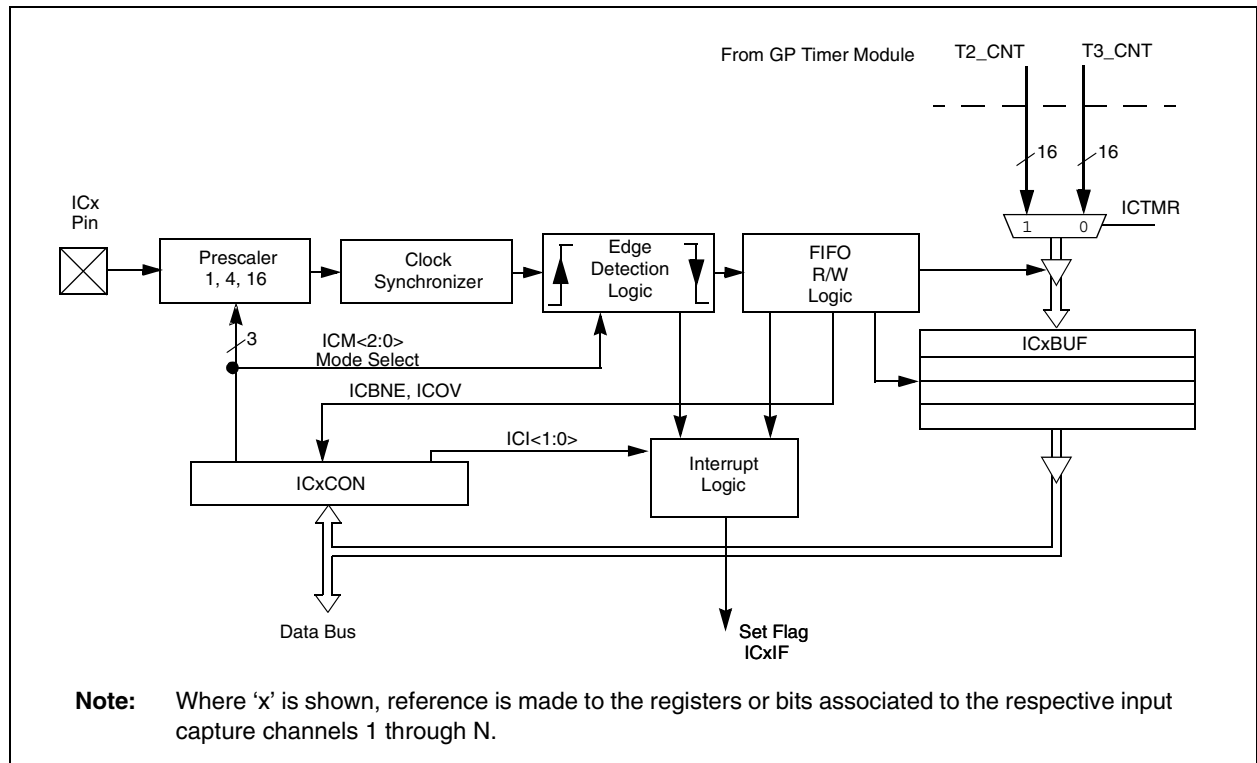 From GP Timer Module
T2_CNT
T3_CNT
16
16
ICx
Pin
1
0
ICTMR
Prescaler
1, 4, 16
Clock
Synchronizer
Edge
Detection
Logic
FIFO
R/W
Logic
3
ICM<2:0>
Mode Select
ICxBUF
ICBNE, ICOV
ICI<1:0>
ICxCON
Interrupt
Logic
Data Bus
Set Flag
ICxIF
Note: Where ‘x’ is shown, reference is made to the registers or bits associated to the respective input
capture channels 1 through N.